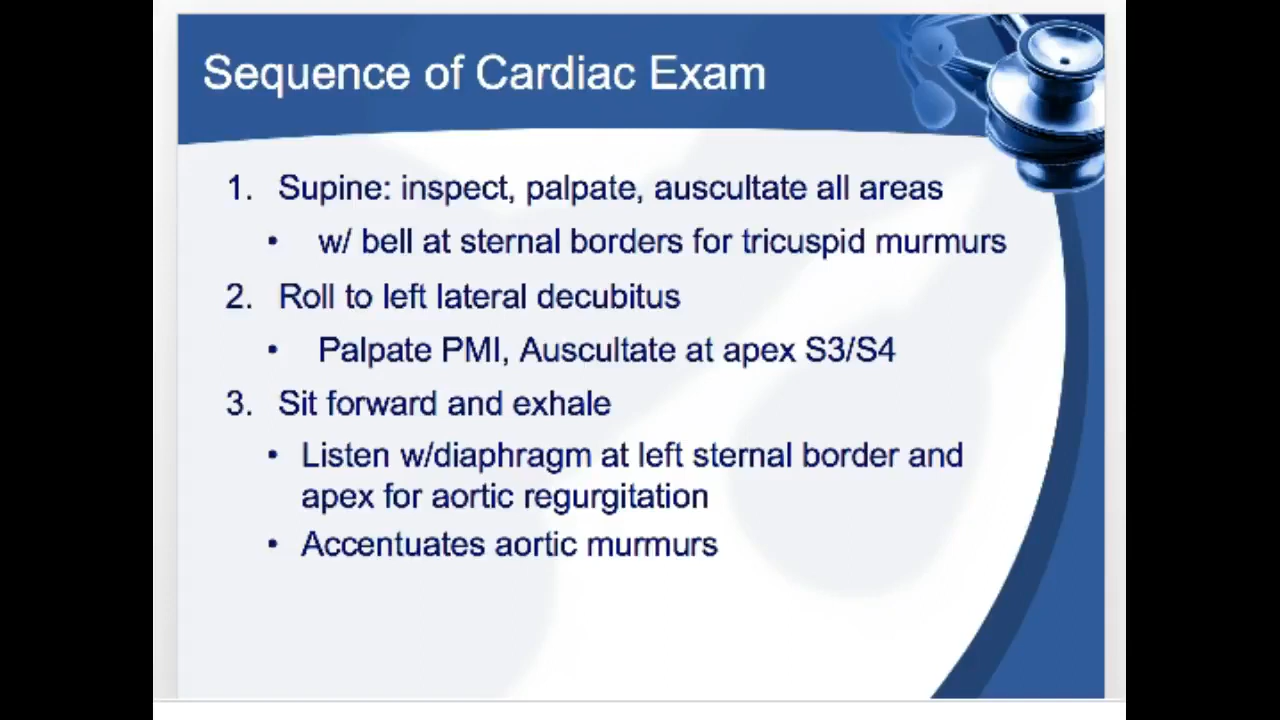 Sequence of Cardiac Exam
1. Supine: inspect, palpate, auscultate all areas
• w/ bell at sternal borders for tricuspid murmurs
2. Roll to left lateral decubitus
• Palpate PMI, Auscultate at apex S3/S4
3. Sit forward and exhale
• Listen w/diaphragm at left sternal border and
apex for aortic regurgitation
• Accentuates aortic murmurs